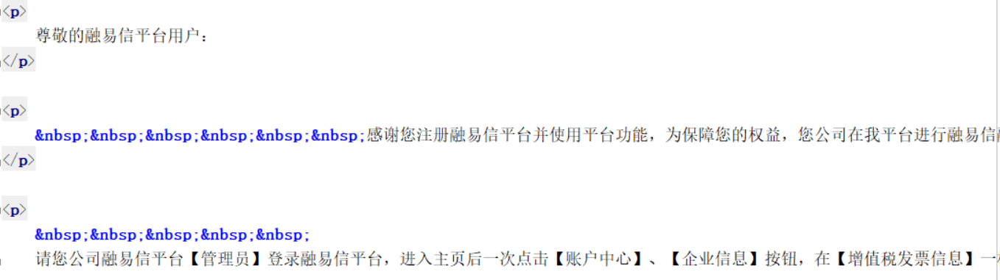 <p>
尊敬的融易信平台用户：
</p>
<p>
&nbsp;&nbsp;&nbsp;&nbsp;&nbsp;&nbsp;感谢您注册融易信平台并使用平台功能，为保障您的权益，您公司在我平台进行融易信
</p>
<p>
&nbsp;&nbsp;&nbsp;&nbsp;&nbsp;
请您公司融易信平台【管理员】登录融易信平台，进入主页后一次点击【账户中心】、【企业信息】按钮，在【增值税发票信息】一